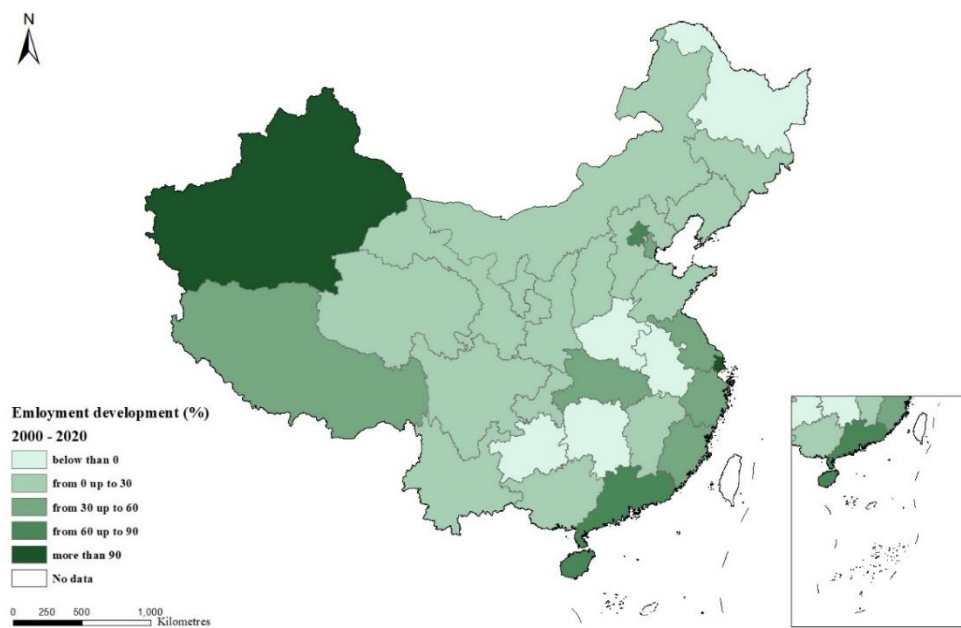 N
Emloyment development (%)
2000 - 2020
below than 0
from 0 up to 30
from 30 up to 60
from 60 up to 90
more than 90
No data
0 250 500 1,000
Kilometres